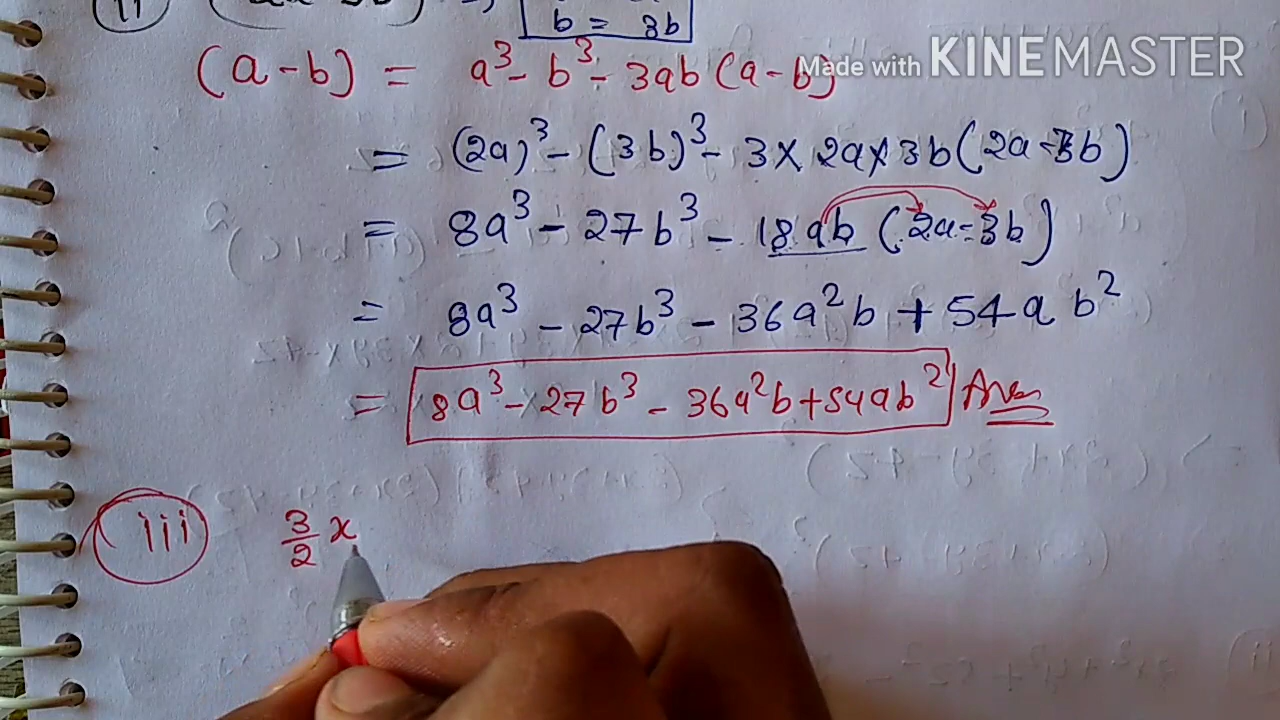 ii
b = 3b
(a-b) = a³- b³- 3ab(a-b)
Made with KINEMASTER
= (2a)³- (3b)³- 3×2a×3b(2a-3b)
= 8a³- 27b³- 18ab(2a-3b)
= 8a³- 27b³- 36a²b + 54ab²
= 8a³- 27b³- 36a²b+54ab² Ans
iii 3/2 x